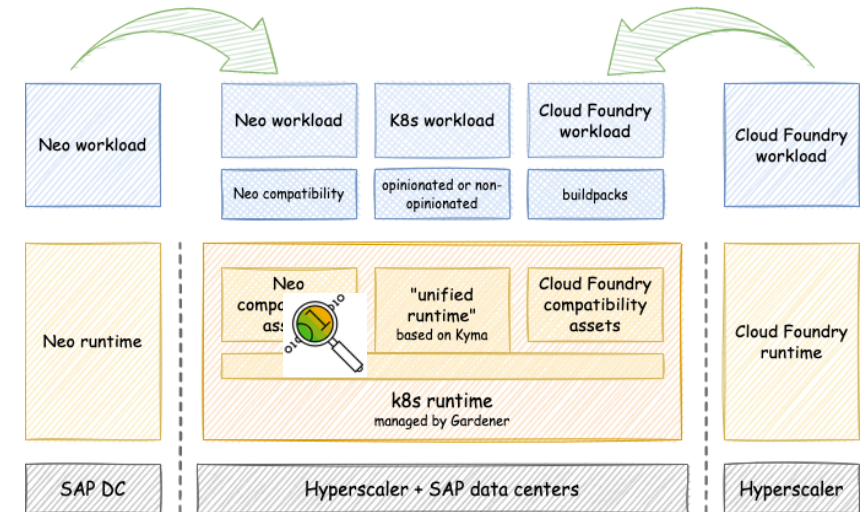 Neo workload
Neo workload
K8s workload
Cloud Foundry
workload
Cloud Foundry
workload
Neo compatibility
opinionated or non-
opinionated
buildpacks
Neo runtime
Neo
"unified
runtime"
based on Kyma
Cloud Foundry
compatibility
assets
Cloud Foundry
runtime
k8s runtime
managed by Gardener
SAP DC
Hyperscaler + SAP data centers
Hyperscaler